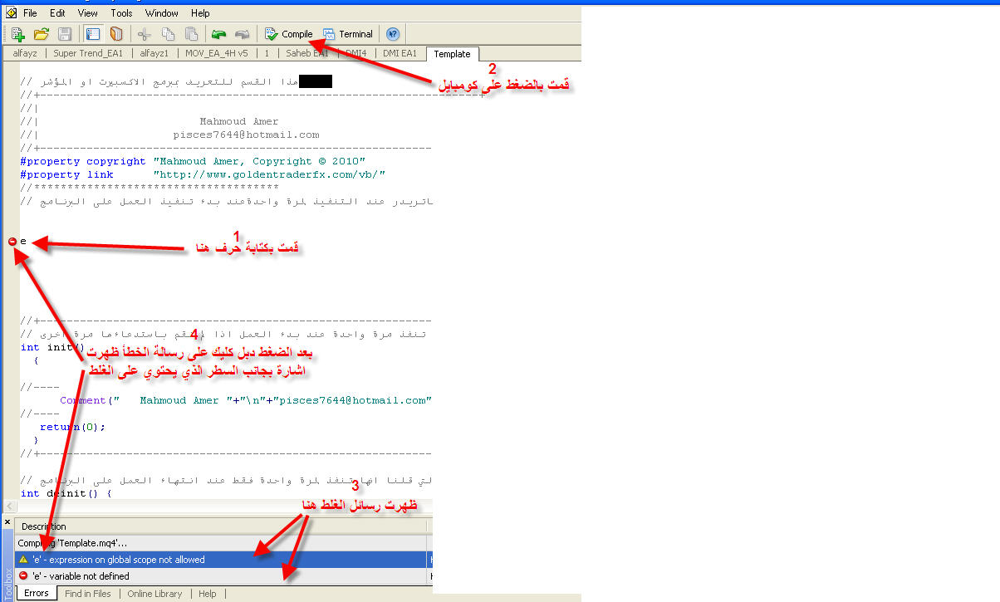 File Edit View Tools Window Help
Compile Terminal
alfayz Super Trend_EA1 alfayz1 MOV_EA_4H v5 1 Saheb EA1 DMI4 DMI EA1 Template
2
قمت بالضغط على كومبايل
// هذا القسم للتعريف بمبرمج الاكسبيرت او المؤشر
//+------------------------------------------------------------------+
//|
//| Mahmoud Amer
//| pisces7644@hotmail.com
//+------------------------------------------------------------
#property copyright "Mahmoud Amer, Copyright © 2010"
#property link "http://www.goldentraderfx.com/vb/"
//*************************************
// عند التنفيذ لمرة واحدةعند بدء تنفيذ العمل على البرنامج
1
e
قمت بكتابة حرف هنا
//+------------------------------------------------------------
// تنفذ مرة واحدة عند بدء العمل اذا باستدعاءها مرة اخرى
4
int init()
بعد الضغط دبل كليك على رسالة الخطأ ظهرت
{
اشارة بجانب السطر الذي يحتوي على الغلط
//----
Comment(" Mahmoud Amer "+"\n"+"pisces7644@hotmail.com"
//----
return(0);
}
//+------------------------------------------------------------
// قلنا انها تنفذ لمرة واحدة فقط عند انتهاء العمل على البرنامج
3
int deinit() {
ظهرت رسائل الغلط هنا
Description
Compiling 'Template.mq4'...
'e' - expression on global scope not allowed
'e' - variable not defined
Toolbox
Errors Find in Files Online Library Help